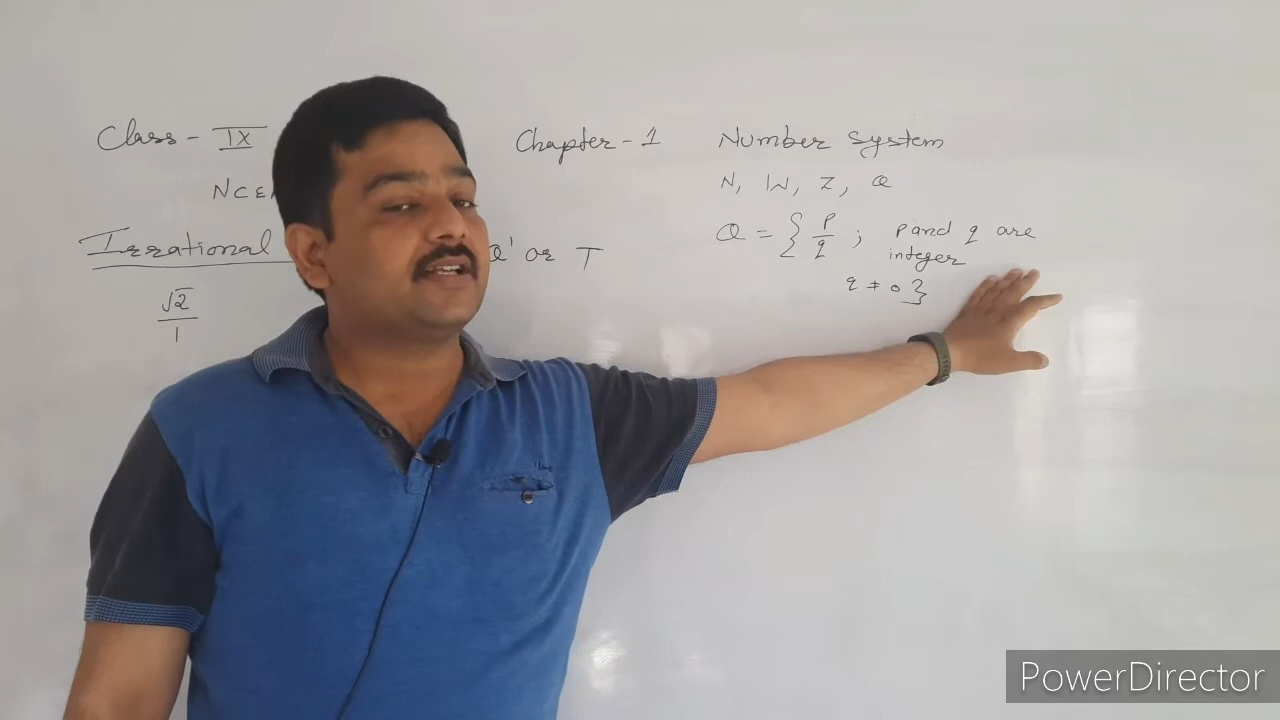 Class - IX Chapter - 1 Number System
NCE
N, W, Z, Q
Irrational Q' or T
Q = { p/q ; p and q are
integer
q ≠ 0 }
√2/1
PowerDirector